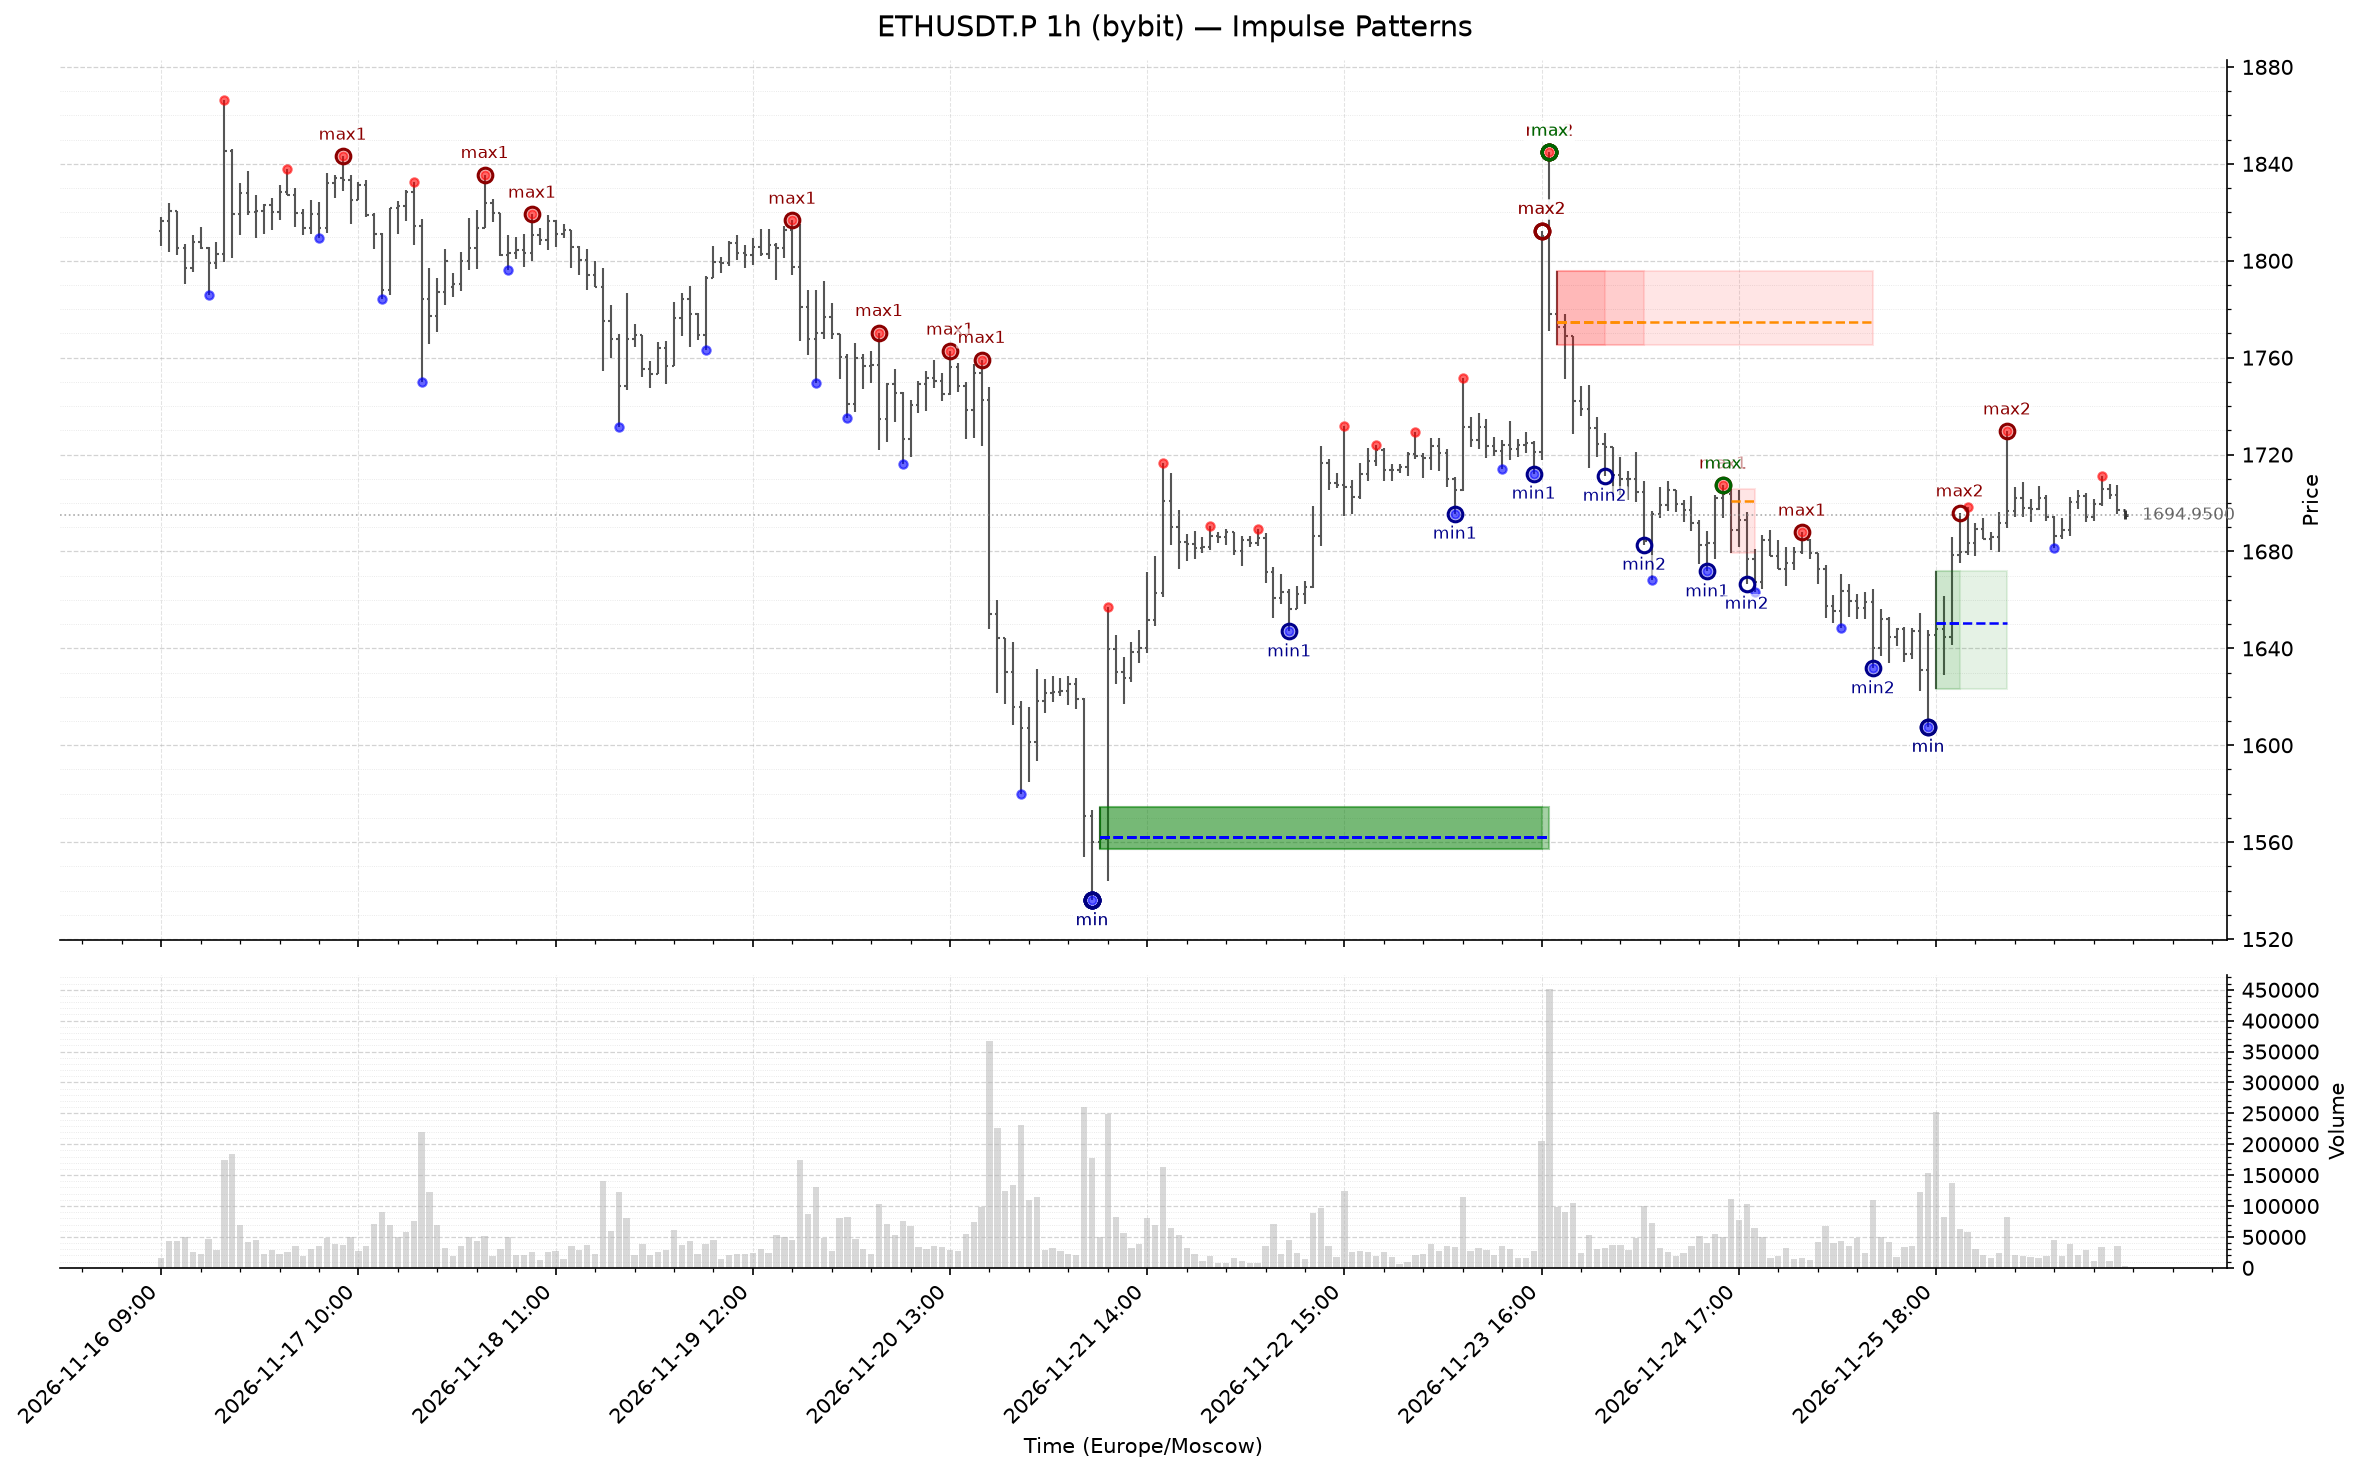 ETHUSDT.P 1h (bybit) — Impulse Patterns
1880
max1
max
1840
max1
max1
max1
max2
1800
max1
max1
max1
1760
max2
1720
max
max2
min1
min2
max1
1694.9500
min1
Price
1680
min2
min1
min2
min1
1640
min2
min
1600
1560
min
1520
450000
400000
350000
300000
250000
200000
150000
100000
50000
0
Volume
2026-11-16 09:00
2026-11-17 10:00
2026-11-18 11:00
2026-11-19 12:00
2026-11-20 13:00
2026-11-21 14:00
2026-11-22 15:00
2026-11-23 16:00
2026-11-24 17:00
2026-11-25 18:00
Time (Europe/Moscow)